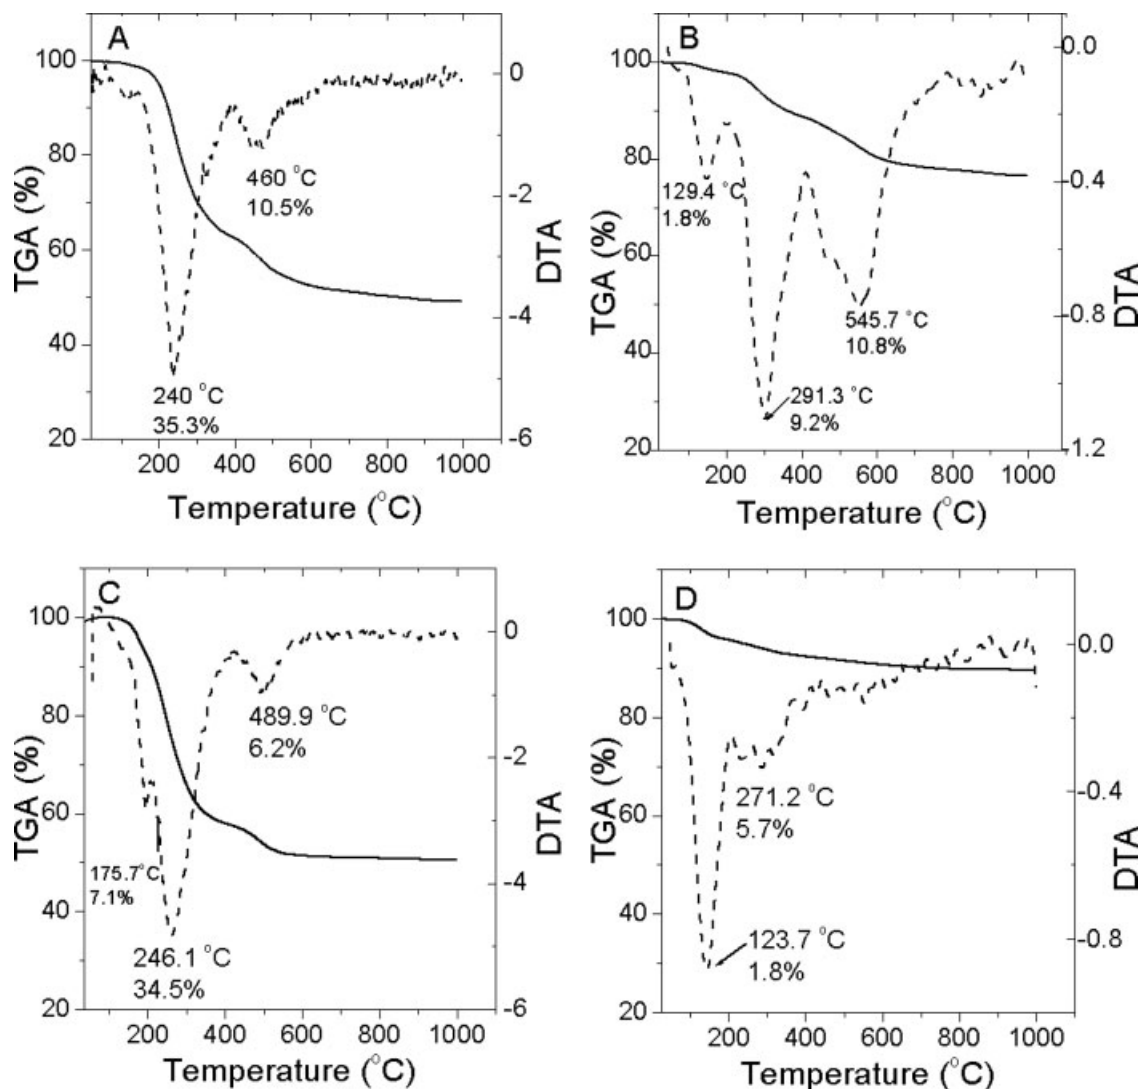 A
100
80
60
40
20
TGA (%)
0
-2
-4
-6
DTA
460 °C
10.5%
240 °C
35.3%
200 400 600 800 1000
Temperature (°C)
B
100
80
60
40
20
TGA (%)
0.0
-0.4
-0.8
-1.2
DTA
129.4 °C
1.8%
545.7 °C
10.8%
291.3 °C
9.2%
200 400 600 800 1000
Temperature (°C)
C
100
80
60
40
20
TGA (%)
0
-2
-4
-6
DTA
489.9 °C
6.2%
175.7°C
7.1%
246.1 °C
34.5%
200 400 600 800 1000
Temperature (°C)
D
100
80
60
40
20
TGA (%)
0.0
-0.4
-0.8
DTA
271.2 °C
5.7%
123.7 °C
1.8%
200 400 600 800 1000
Temperature (°C)